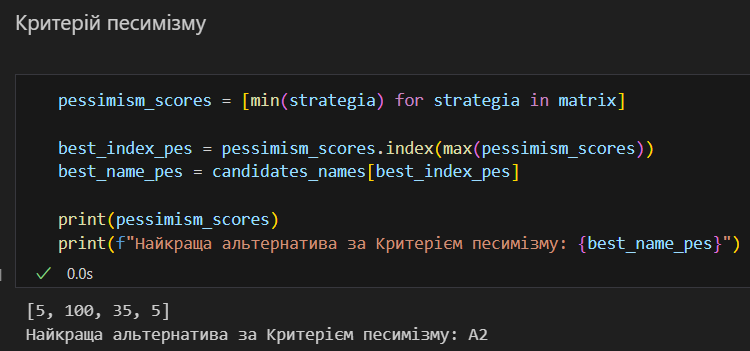 Критерій песимізму
pessimism_scores = [min(strategia) for strategia in matrix]
best_index_pes = pessimism_scores.index(max(pessimism_scores))
best_name_pes = candidates_names[best_index_pes]
print(pessimism_scores)
print(f"Найкраща альтернатива за Критерієм песимізму: {best_name_pes}")
0.0s
[5, 100, 35, 5]
Найкраща альтернатива за Критерієм песимізму: A2